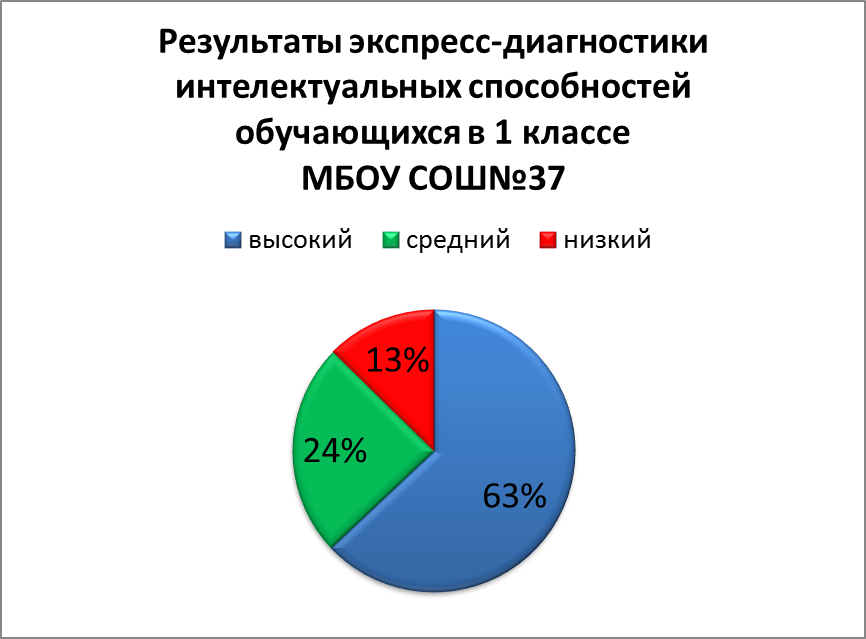 Результаты экспресс-диагностики
интелектуальных способностей
обучающихся в 1 классе
МБОУ СОШ№37
высокий средний низкий
13%
24%
63%